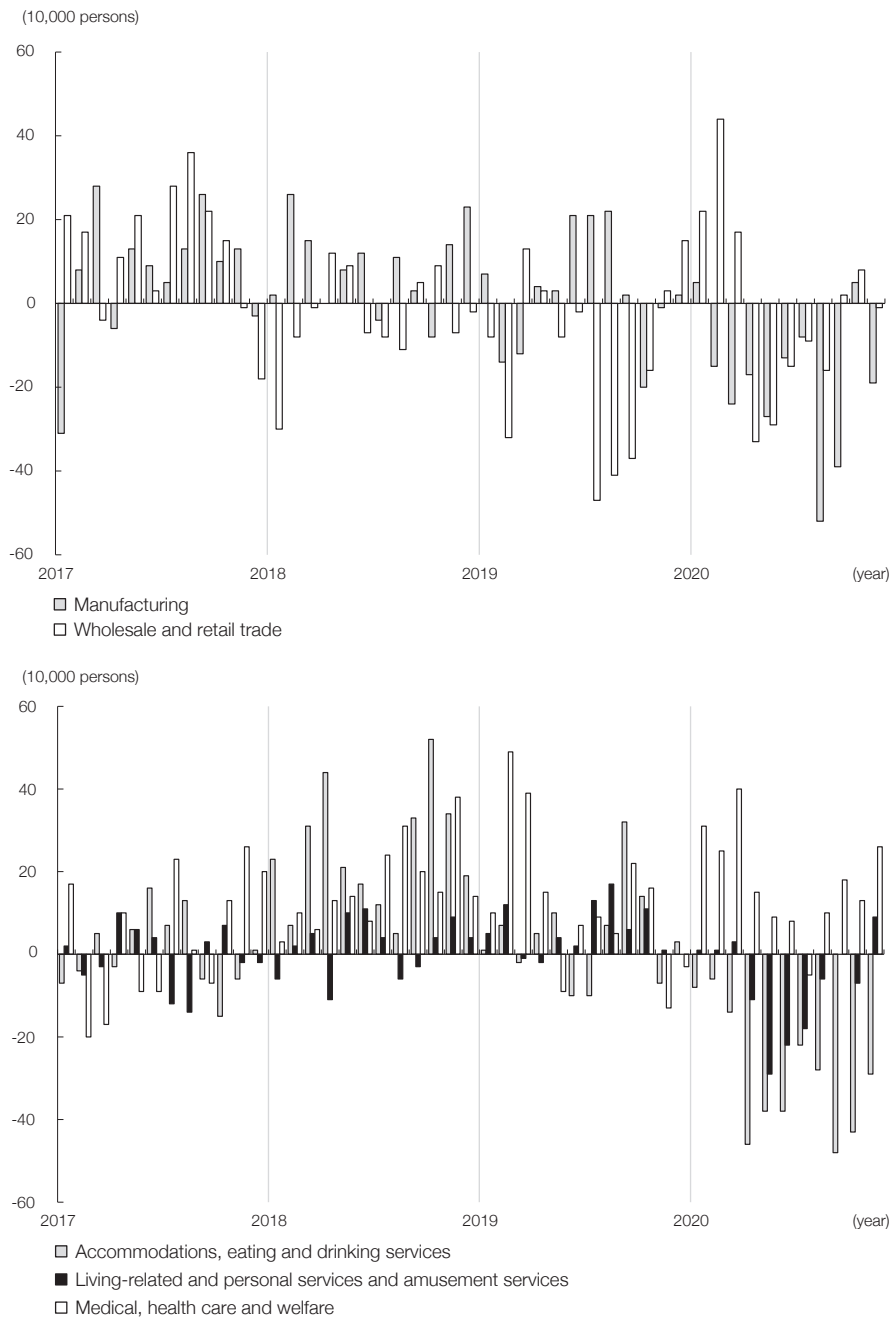 (10,000 persons)
60
40
20
0
-20
-40
-60
2017 2018 2019 2020 (year)
Manufacturing
Wholesale and retail trade
(10,000 persons)
60
40
20
0
-20
-40
-60
2017 2018 2019 2020 (year)
Accommodations, eating and drinking services
Living-related and personal services and amusement services
Medical, health care and welfare